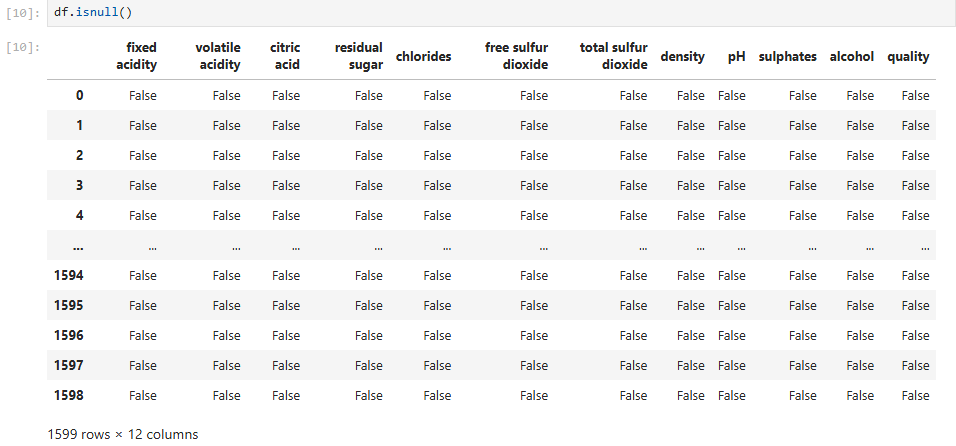 [10]: df.isnull()
[10]:
fixed acidity volatile acidity citric acid residual sugar chlorides free sulfur dioxide total sulfur dioxide density pH sulphates alcohol quality
0 False False False False False False False False False False False False
1 False False False False False False False False False False False False
2 False False False False False False False False False False False False
3 False False False False False False False False False False False False
4 False False False False False False False False False False False False
... ... ... ... ... ... ... ... ... ... ... ... ...
1594 False False False False False False False False False False False False
1595 False False False False False False False False False False False False
1596 False False False False False False False False False False False False
1597 False False False False False False False False False False False False
1598 False False False False False False False False False False False False
1599 rows × 12 columns